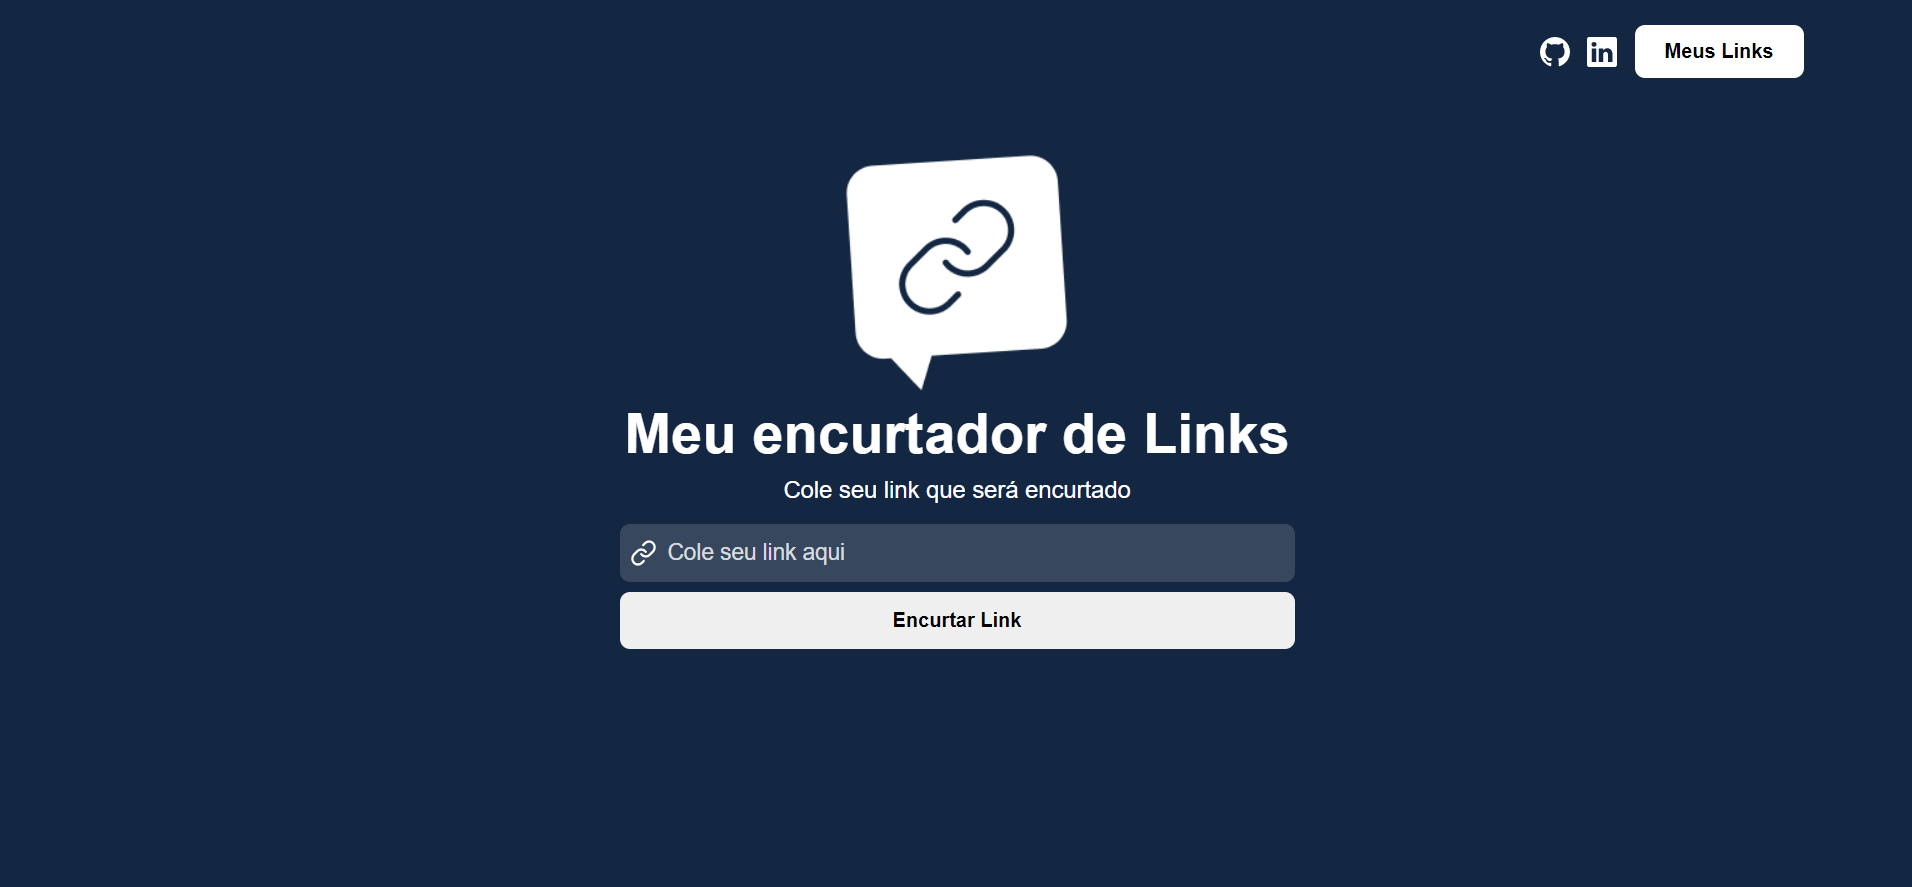 Meus Links
Meu encurtador de Links
Cole seu link que será encurtado
Cole seu link aqui
Encurtar Link